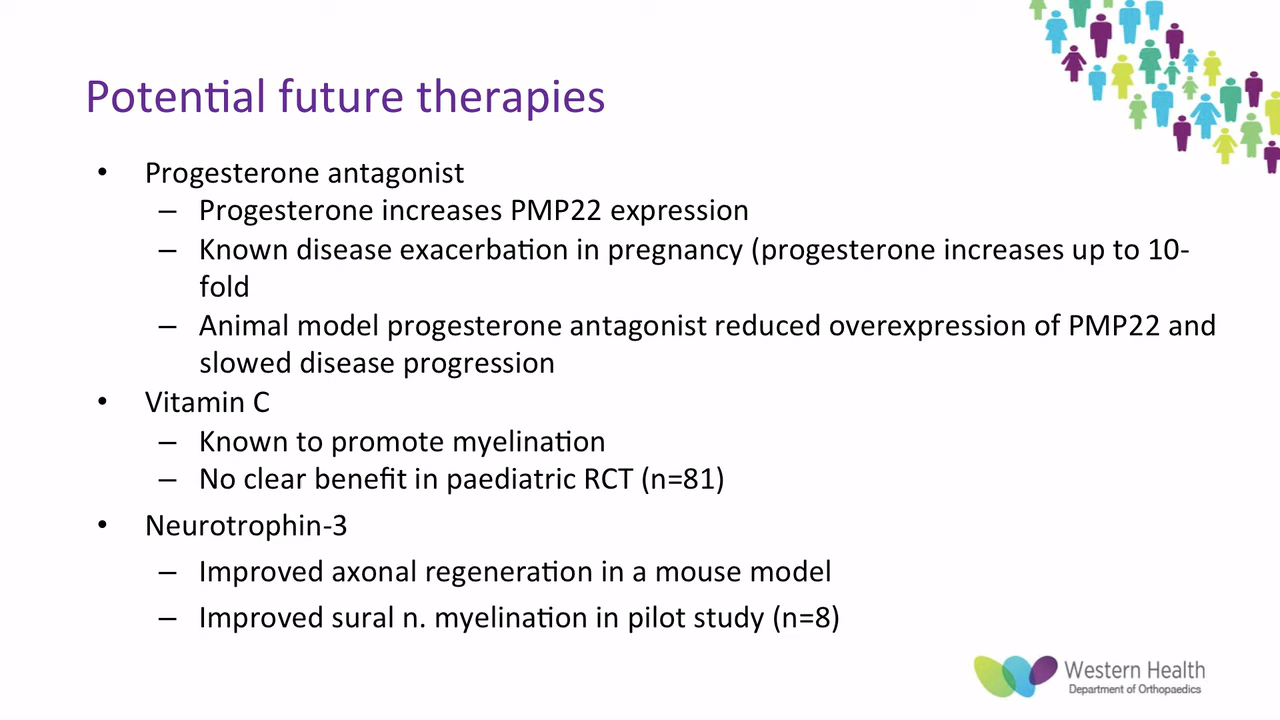 Potential future therapies
• Progesterone antagonist
– Progesterone increases PMP22 expression
– Known disease exacerbation in pregnancy (progesterone increases up to 10-
fold
– Animal model progesterone antagonist reduced overexpression of PMP22 and
slowed disease progression
• Vitamin C
– Known to promote myelination
– No clear benefit in paediatric RCT (n=81)
• Neurotrophin-3
– Improved axonal regeneration in a mouse model
– Improved sural n. myelination in pilot study (n=8)
Western Health
Department of Orthopaedics